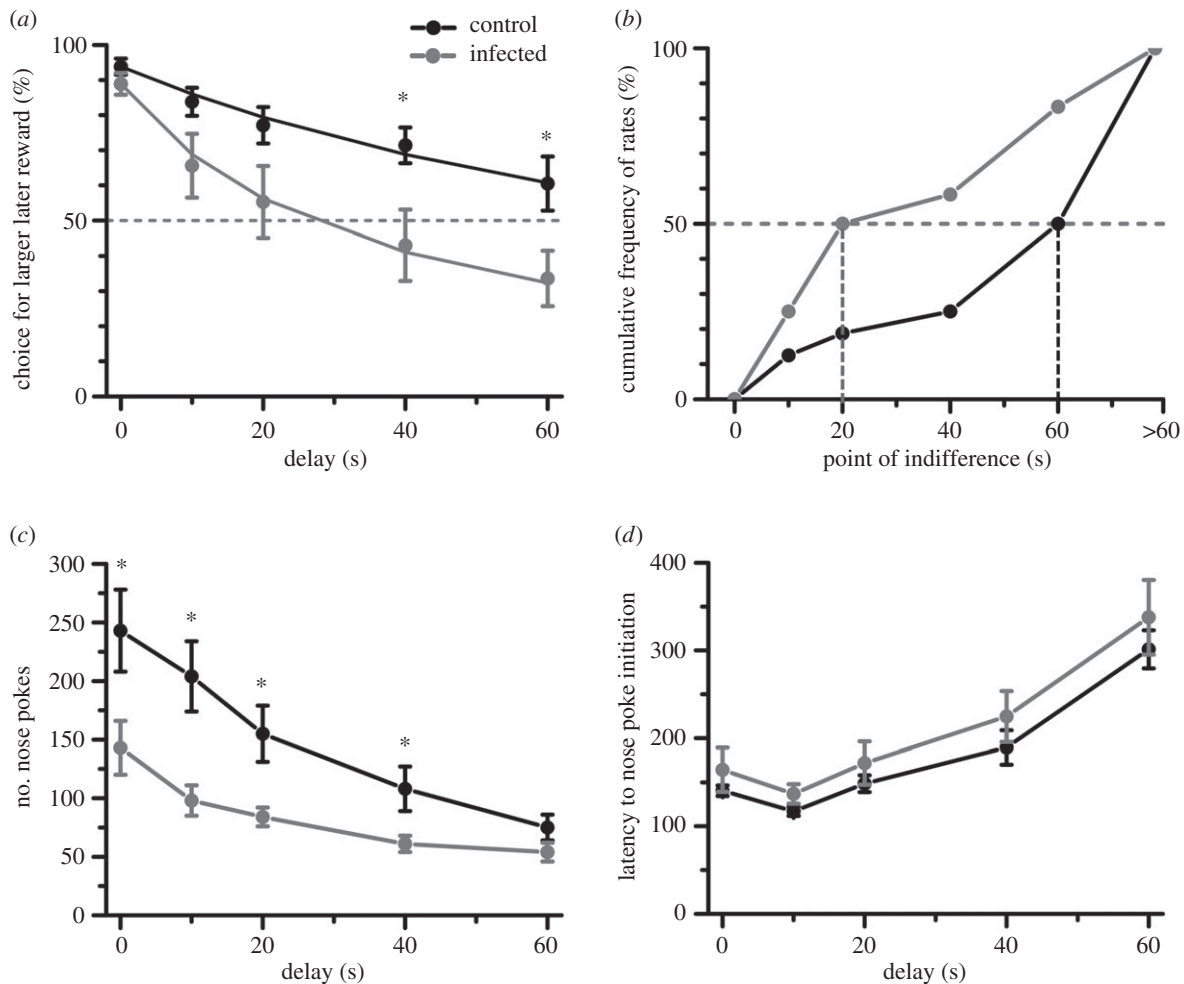 (a)
control
infected
choice for larger later reward (%)
100
50
0
*
*
0 20 40 60
delay (s)
(b)
cumulative frequency of rates (%)
100
50
0
0 20 40 60 >60
point of indifference (s)
(c)
no. nose pokes
300
250
200
150
100
50
0
*
*
*
*
0 20 40 60
delay (s)
(d)
latency to nose poke initiation
400
300
200
100
0
0 20 40 60
delay (s)